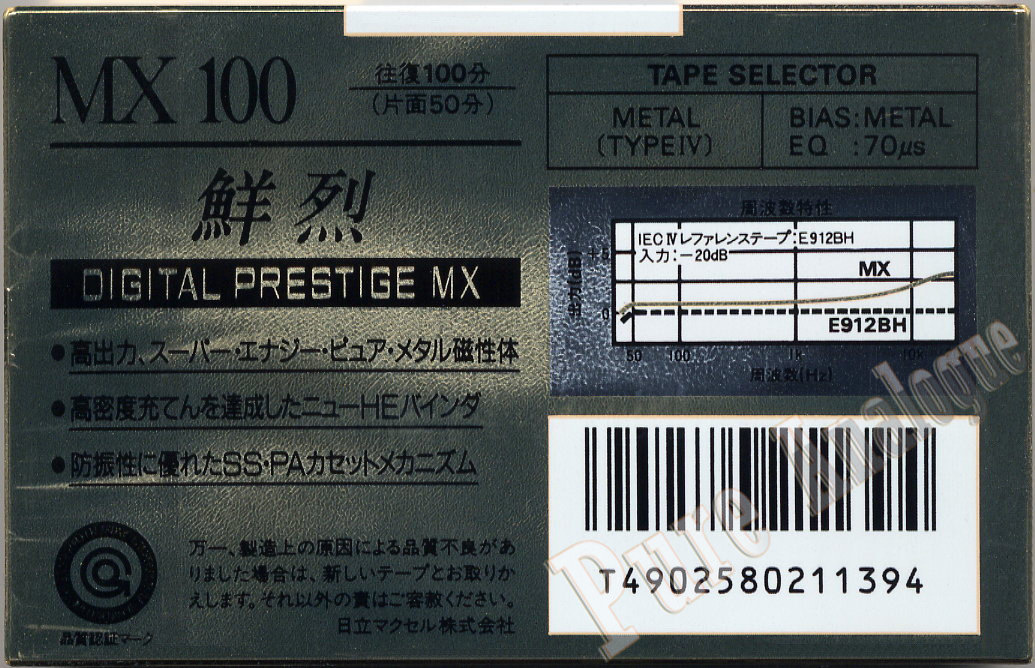 MX 100
往復100分
(片面50分)
鮮烈
DIGITAL PRESTIGE MX
●高出力、スーパー・エナジー・ピュア・メタル磁性体
●高密度充てんを達成したニューHEバインダ
●防振性に優れたSS・PAカセットメカニズム
品質認証マーク
万一、製造上の原因による品質不良があ
りました場合は、新しいテープとお取りか
えします。それ以外の責はご容赦ください。
日立マクセル株式会社
TAPE SELECTOR
METAL
(TYPEⅣ)
BIAS:METAL
EQ :70μs
周波数特性
IEC Ⅳ レファレンステープ:E912BH
入力:−20dB
出力(dB)
+5
0
MX
E912BH
50 100 1k 10k
周波数(Hz)
T4902580211394
Pure Analogue